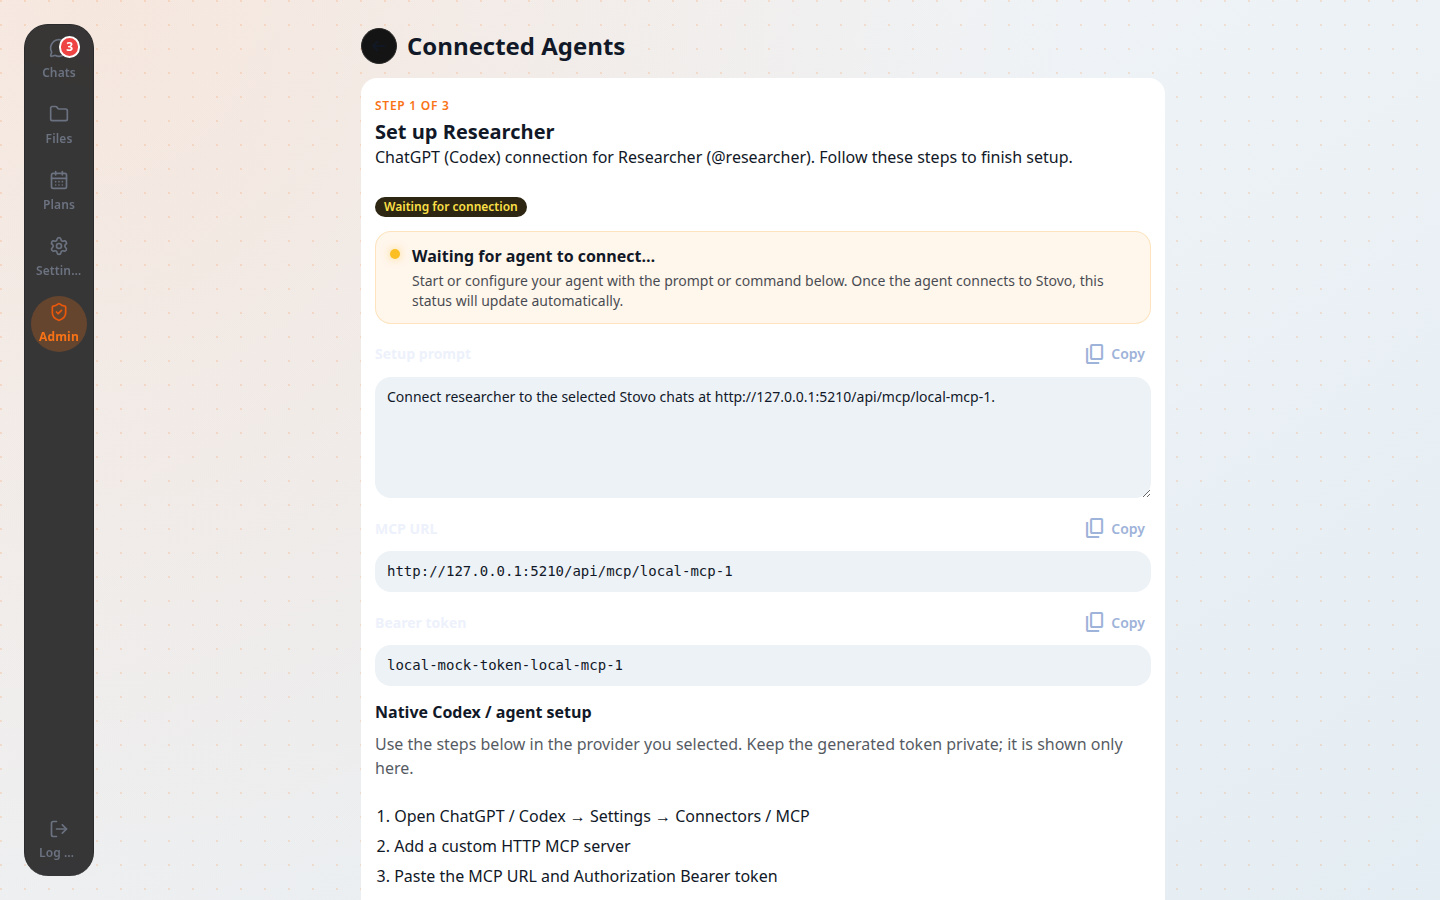 3
Chats
Files
Plans
Settin...
Admin
Log ...
Connected Agents
STEP 1 OF 3
Set up Researcher
ChatGPT (Codex) connection for Researcher (@researcher). Follow these steps to finish setup.
Waiting for connection
Waiting for agent to connect...
Start or configure your agent with the prompt or command below. Once the agent connects to Stovo, this
status will update automatically.
Setup prompt
Copy
Connect researcher to the selected Stovo chats at http://127.0.0.1:5210/api/mcp/local-mcp-1.
MCP URL
Copy
http://127.0.0.1:5210/api/mcp/local-mcp-1
Bearer token
Copy
local-mock-token-local-mcp-1
Native Codex / agent setup
Use the steps below in the provider you selected. Keep the generated token private; it is shown only
here.
1. Open ChatGPT / Codex → Settings → Connectors / MCP
2. Add a custom HTTP MCP server
3. Paste the MCP URL and Authorization Bearer token